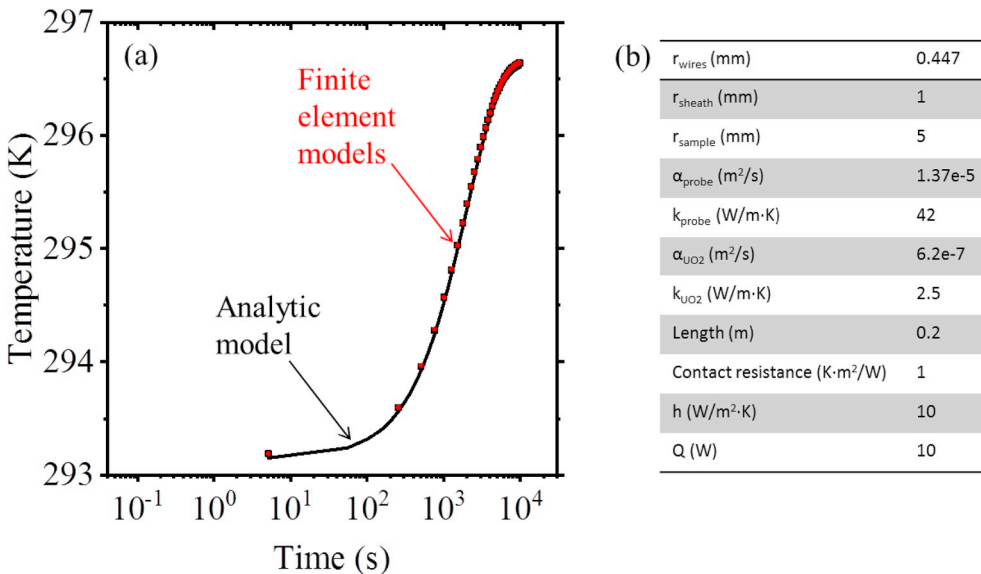 (a)
297
296
295
294
293
Temperature (K)
Finite
element
models
Analytic
model
10⁻¹ 10⁰ 10¹ 10² 10³ 10⁴
Time (s)
(b)
r_wires (mm) 0.447
r_sheath (mm) 1
r_sample (mm) 5
α_probe (m²/s) 1.37e-5
k_probe (W/m·K) 42
α_UO2 (m²/s) 6.2e-7
k_UO2 (W/m·K) 2.5
Length (m) 0.2
Contact resistance (K·m²/W) 1
h (W/m²·K) 10
Q (W) 10